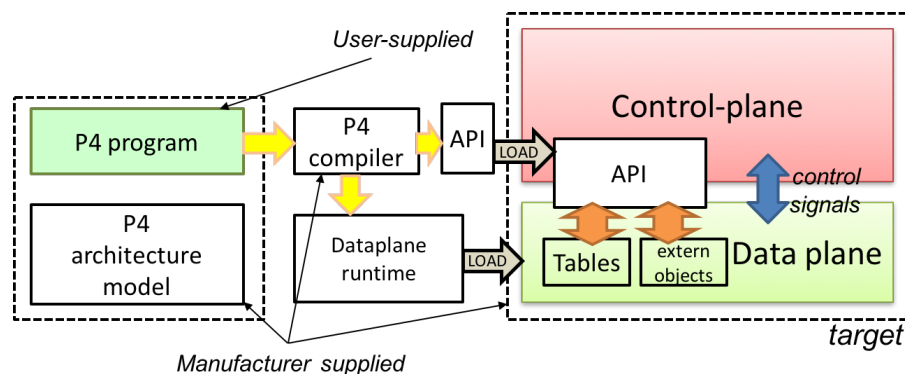 User-supplied
P4 program
P4
compiler
API
LOAD
Control-plane
API
control
signals
P4
architecture
model
Dataplane
runtime
LOAD
Tables
extern
objects
Data plane
target
Manufacturer supplied